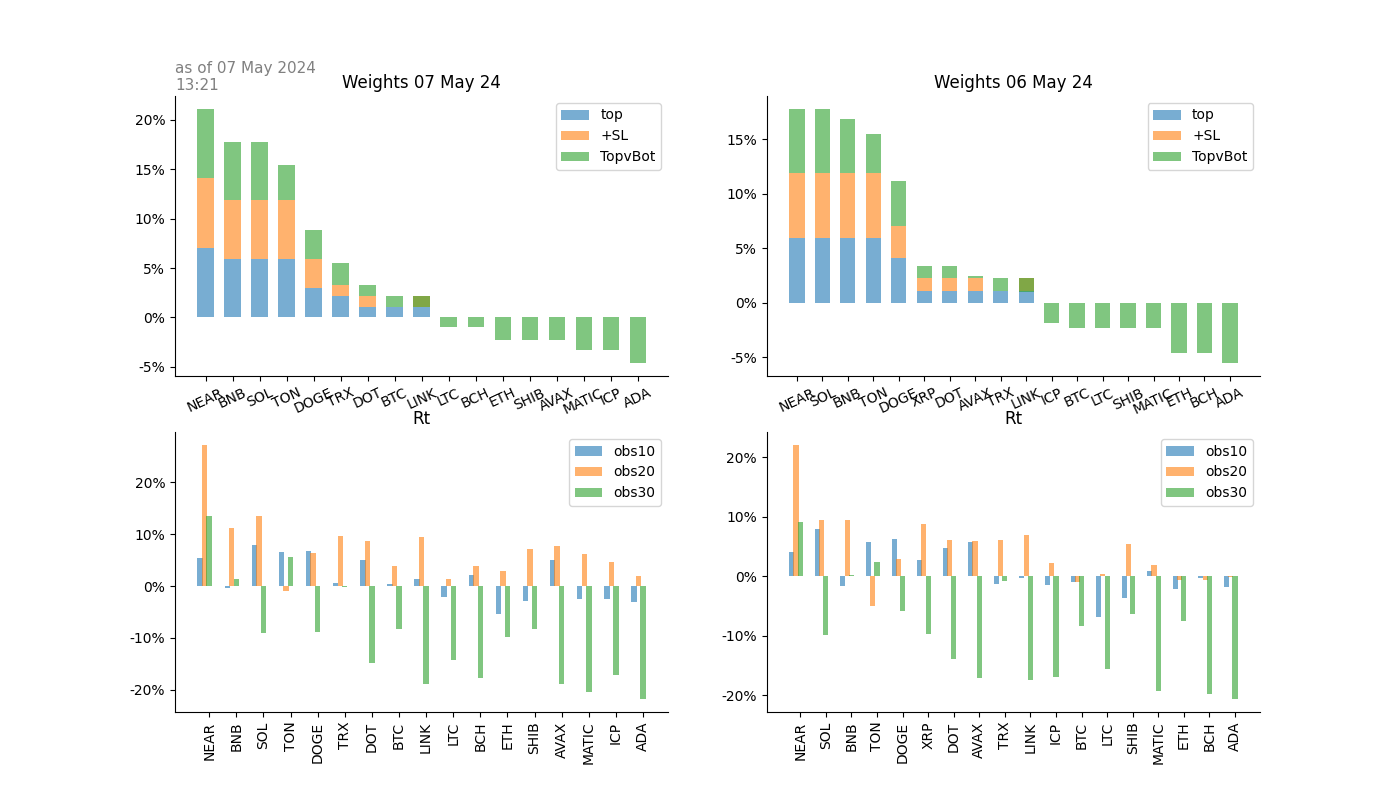 as of 07 May 2024
13:21
Weights 07 May 24
20%
15%
10%
5%
0%
-5%
top
+SL
TopvBot
NEAR BNB SOL TON DOGE TRX DOT BTC LINK LTC BCH ETH SHIB AVAX MATIC ICP ADA
Weights 06 May 24
15%
10%
5%
0%
-5%
top
+SL
TopvBot
NEAR SOL BNB TON DOGE XRP DOT AVAX TRX LINK ICP BTC LTC SHIB MATIC ETH BCH ADA
Rt
20%
10%
0%
-10%
-20%
obs10
obs20
obs30
NEAR BNB SOL TON DOGE TRX DOT BTC LINK LTC BCH ETH SHIB AVAX MATIC ICP ADA
Rt
20%
10%
0%
-10%
-20%
obs10
obs20
obs30
NEAR SOL BNB TON DOGE XRP DOT AVAX TRX LINK ICP BTC LTC SHIB MATIC ETH BCH ADA